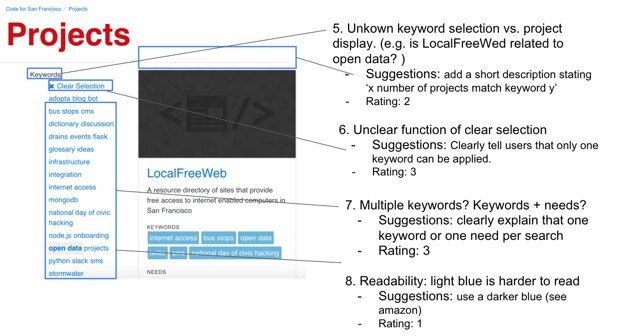 Code for San Francisco / Projects
Projects
Keywords
✖ Clear Selection
adopta blog bot
bus stops cms
dictionary discussion
drains events flask
glossary ideas
infrastructure
integration
internet access
mongodb
national day of civic
hacking
node.js onboarding
open data projects
python slack sms
stormwater
</>
LocalFreeWeb
A resource directory of sites that provide
free access to internet enabled computers in
San Francisco
KEYWORDS
internet access bus stops open data
sms national day of civic hacking
NEEDS
5. Unkown keyword selection vs. project
display. (e.g. is LocalFreeWed related to
open data? )
- Suggestions: add a short description stating
‘x number of projects match keyword y’
- Rating: 2
6. Unclear function of clear selection
- Suggestions: Clearly tell users that only one
keyword can be applied.
- Rating: 3
7. Multiple keywords? Keywords + needs?
- Suggestions: clearly explain that one
keyword or one need per search
- Rating: 3
8. Readability: light blue is harder to read
- Suggestions: use a darker blue (see
amazon)
- Rating: 1